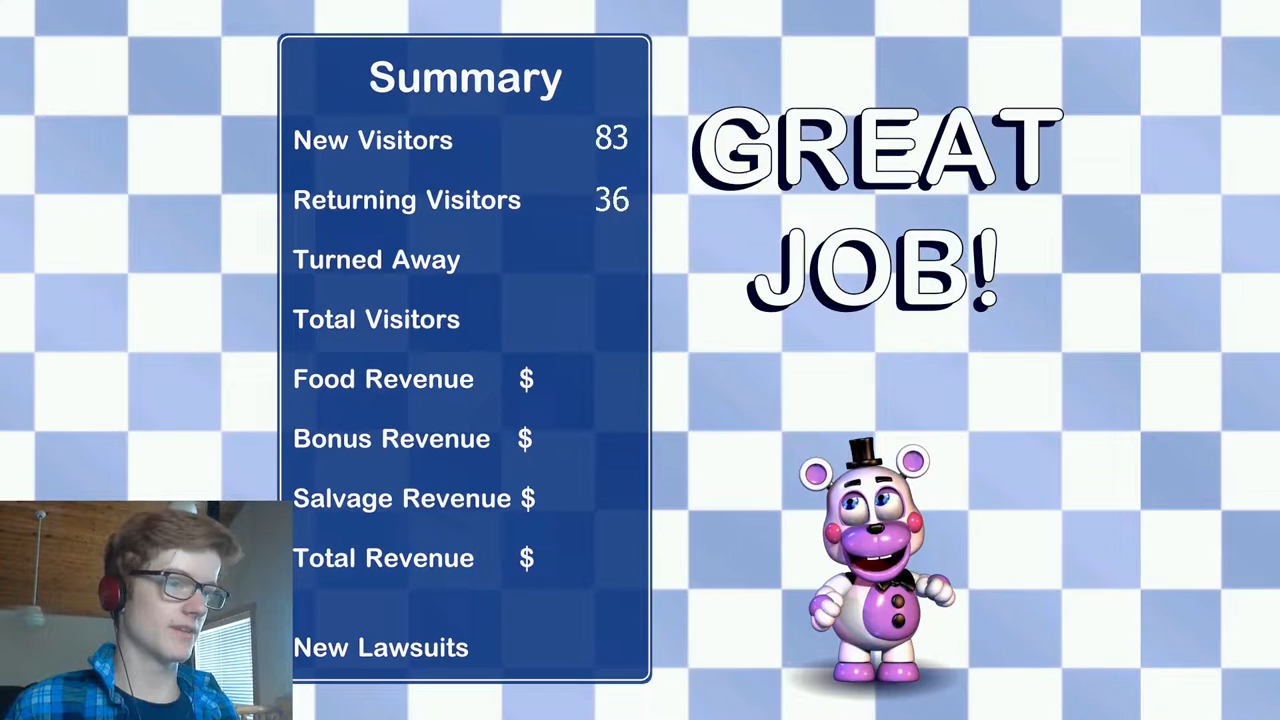 Summary
New Visitors 83
Returning Visitors 36
Turned Away
Total Visitors
Food Revenue $
Bonus Revenue $
Salvage Revenue $
Total Revenue $
New Lawsuits
GREAT
JOB!